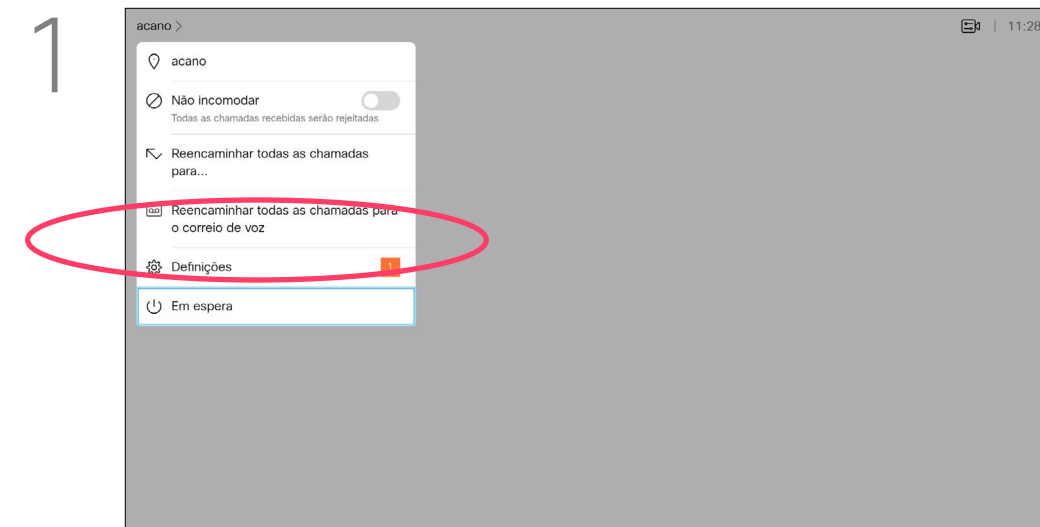 1
acano >
11:28
acano
Não incomodar
Todas as chamadas recebidas serão rejeitadas
Reencaminhar todas as chamadas
para...
Reencaminhar todas as chamadas para
o correio de voz
Definições 1
Em espera